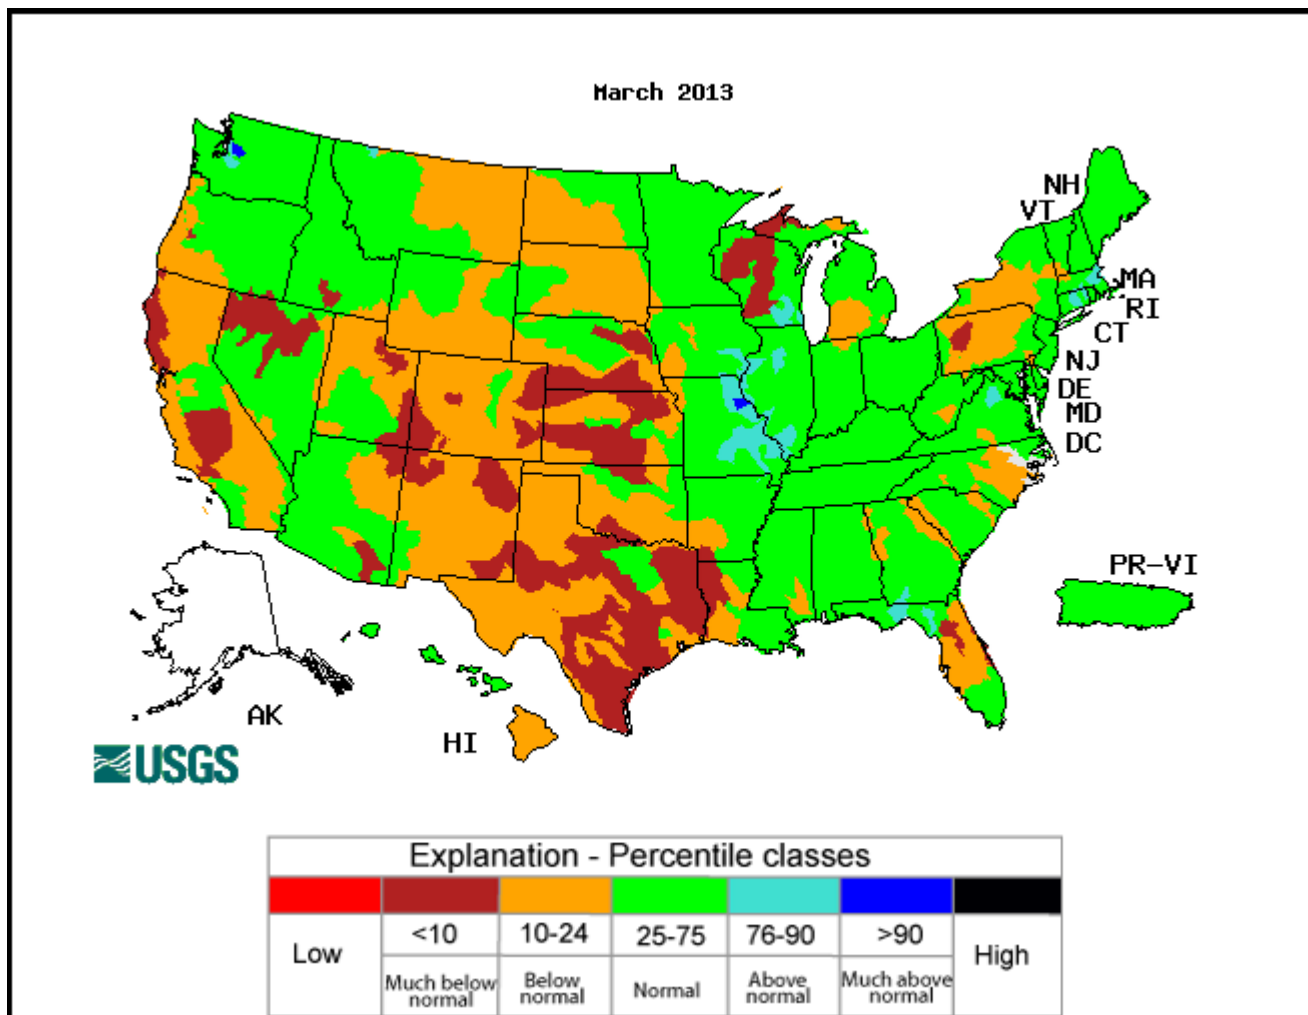 March 2013
NH
VT
MA
RI
CT
NJ
DE
MD
DC
PR-VI
AK
HI
USGS
Explanation - Percentile classes
Low
<10
10-24
25-75
76-90
>90
High
Much below
normal
Below
normal
Normal
Above
normal
Much above
normal